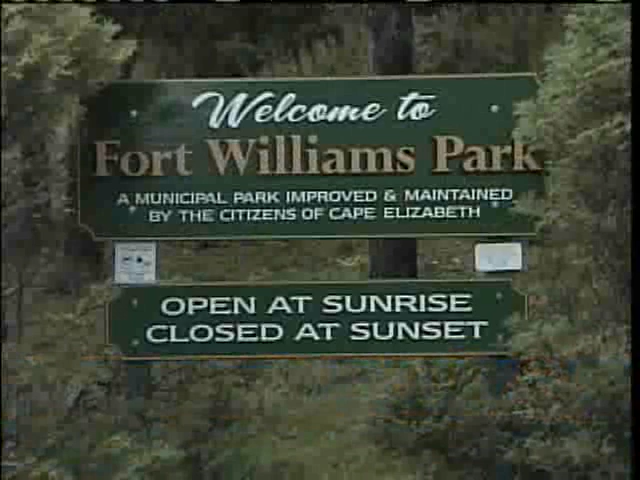 Welcome to
Fort Williams Park
A MUNICIPAL PARK IMPROVED & MAINTAINED
BY THE CITIZENS OF CAPE ELIZABETH
OPEN AT SUNRISE
CLOSED AT SUNSET